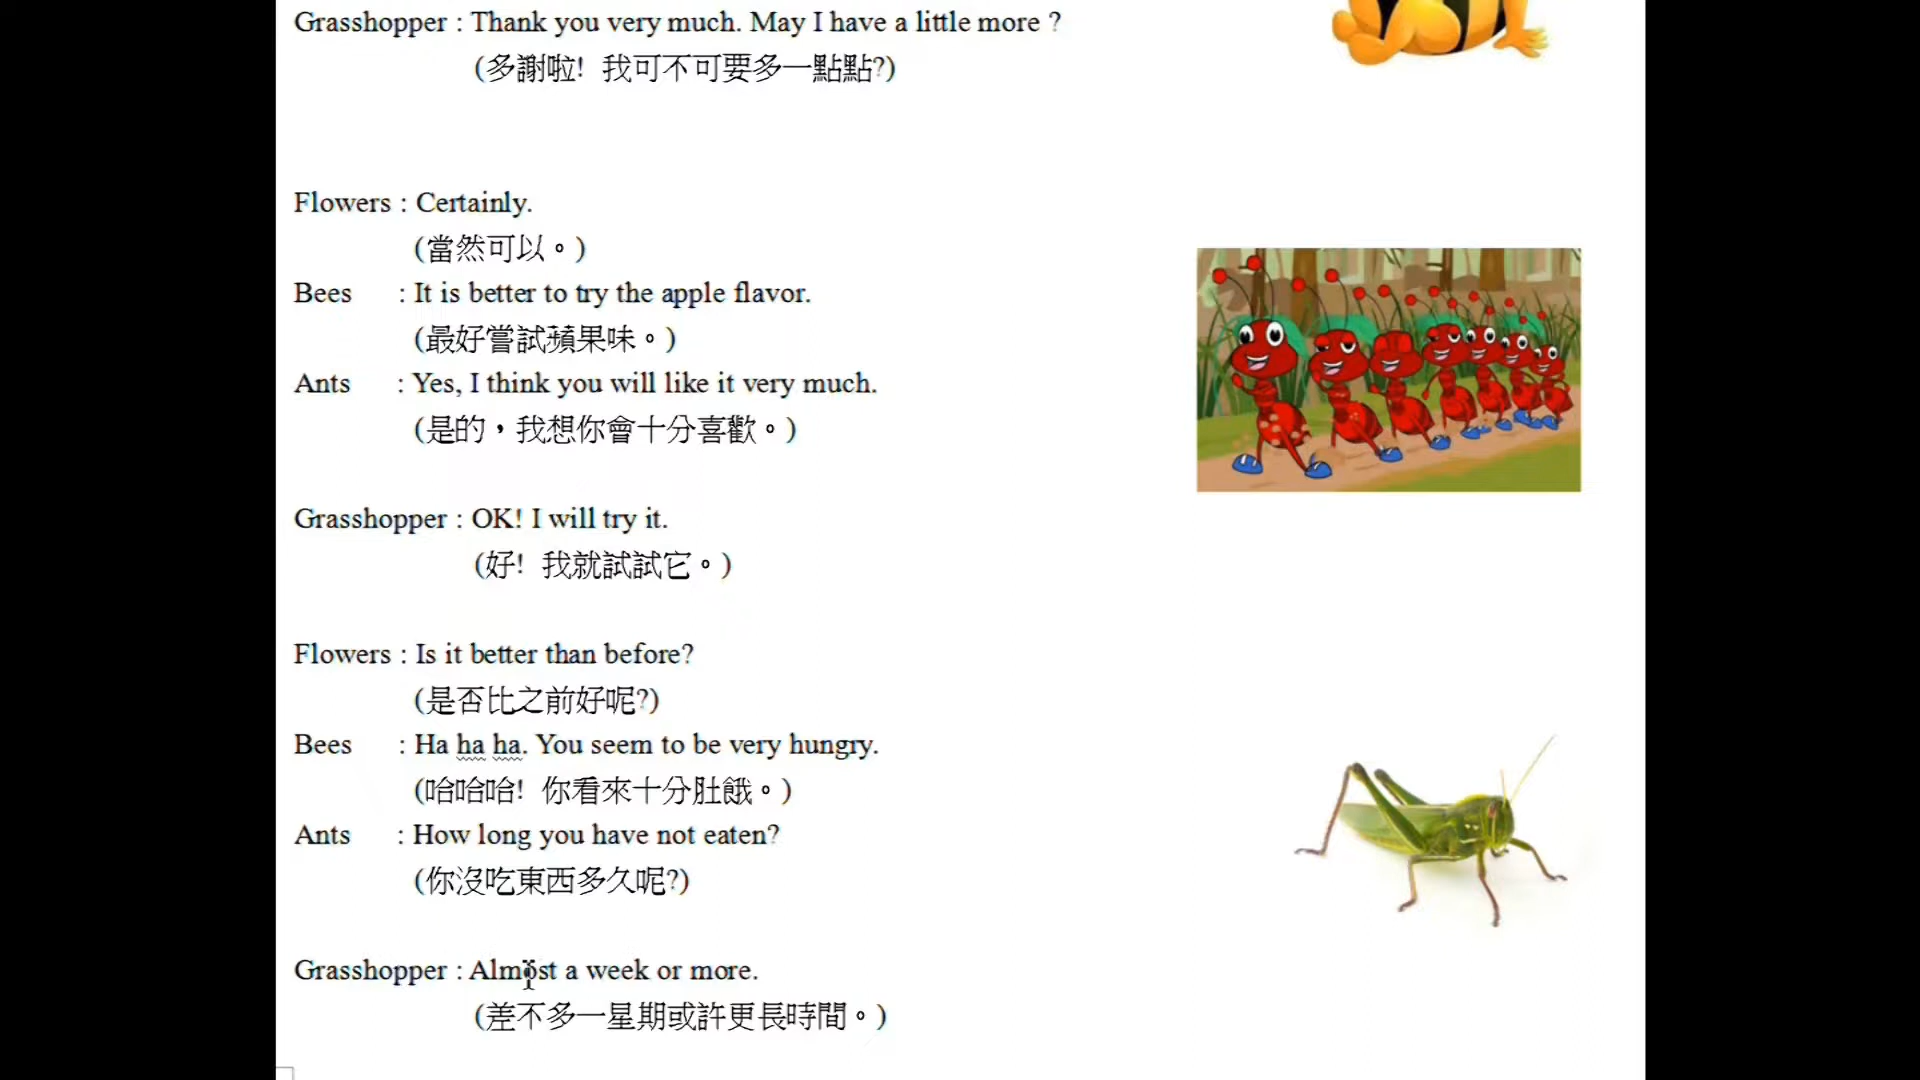 Grasshopper : Thank you very much. May I have a little more ?
(多謝啦! 我可不可要多一點點?)
Flowers : Certainly.
(當然可以。)
Bees : It is better to try the apple flavor.
(最好嘗試蘋果味。)
Ants : Yes, I think you will like it very much.
(是的，我想你會十分喜歡。)
Grasshopper : OK! I will try it.
(好! 我就試試它。)
Flowers : Is it better than before?
(是否比之前好呢?)
Bees : Ha ha ha. You seem to be very hungry.
(哈哈哈! 你看來十分肚餓。)
Ants : How long you have not eaten?
(你沒吃東西多久呢?)
Grasshopper : Almost a week or more.
(差不多一星期或許更長時間。)